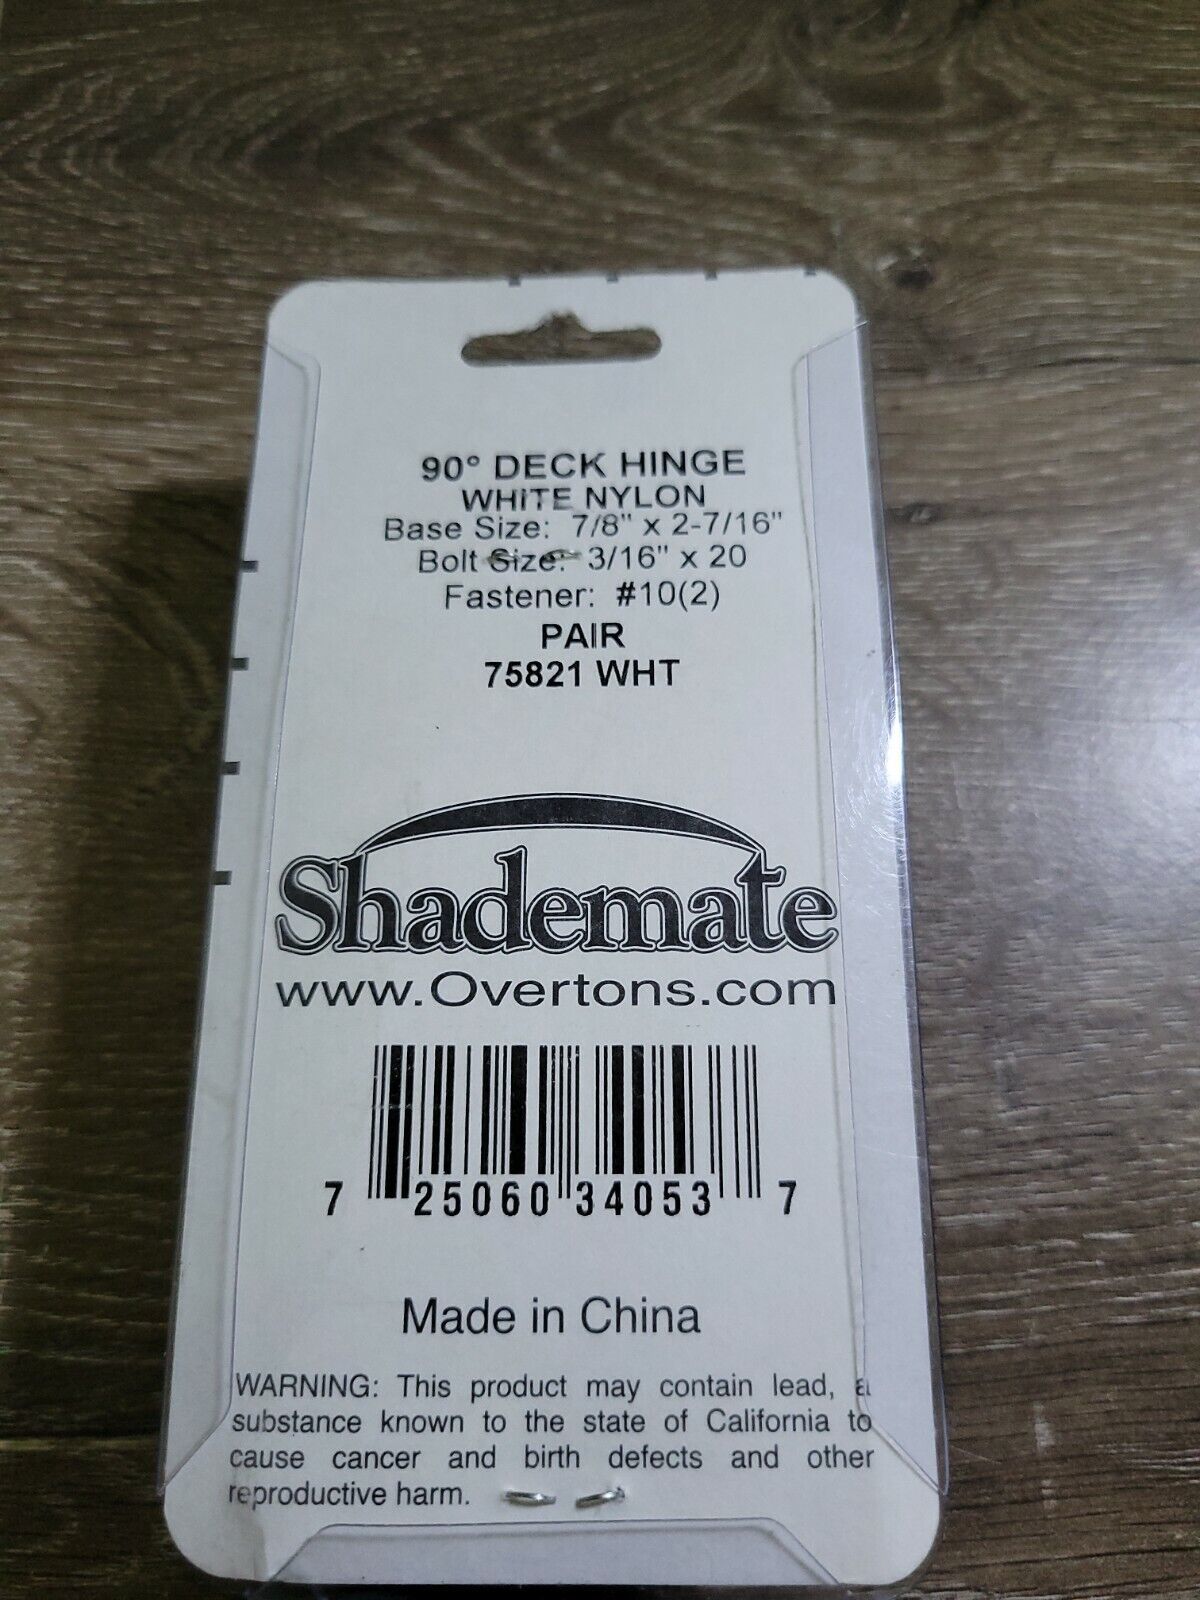 90° DECK HINGE
WHITE NYLON
Base Size: 7/8" x 2-7/16"
Bolt Size: 3/16" x 20
Fastener: #10(2)
PAIR
75821 WHT
Shademate
www.Overtons.com
7 25060 34053 7
Made in China
WARNING: This product may contain lead, a
substance known to the state of California to
cause cancer and birth defects and other
reproductive harm.